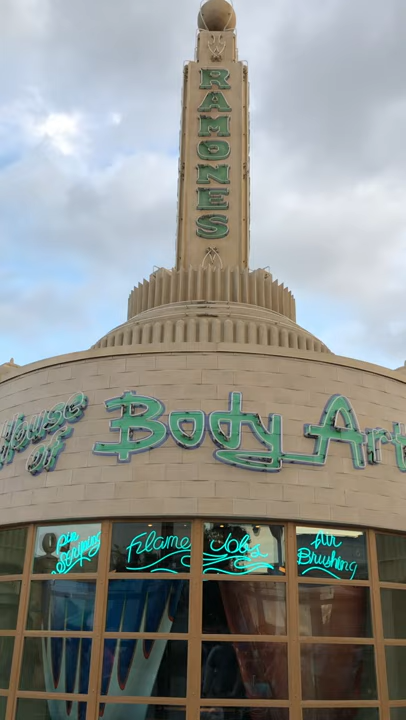 RAMONES
House
of
Body Art
Pin
Striping
Flame Jobs
Air
Brushing